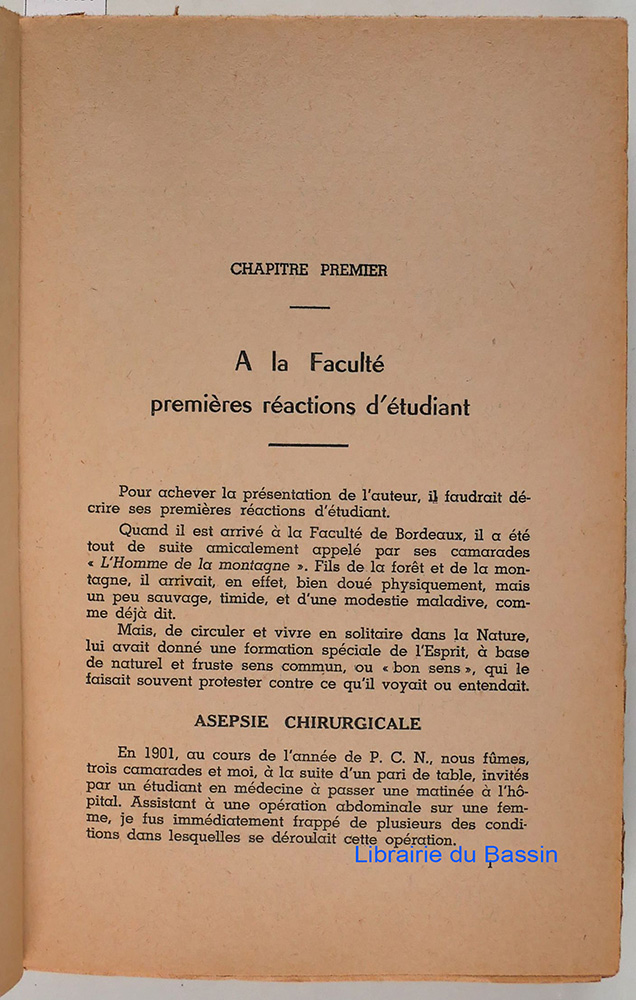 CHAPITRE PREMIER
A la Faculté
premières réactions d'étudiant
Pour achever la présentation de l'auteur, il faudrait dé-
crire ses premières réactions d'étudiant.
Quand il est arrivé à la Faculté de Bordeaux, il a été
tout de suite amicalement appelé par ses camarades
« L'Homme de la montagne ». Fils de la forêt et de la mon-
tagne, il arrivait, en effet, bien doué physiquement, mais
un peu sauvage, timide, et d'une modestie maladive, com-
me déjà dit.
Mais, de circuler et vivre en solitaire dans la Nature,
lui avait donné une formation spéciale de l'Esprit, à base
de naturel et fruste sens commun, ou « bon sens », qui le
faisait souvent protester contre ce qu'il voyait ou entendait.
ASEPSIE CHIRURGICALE
En 1901, au cours de l'année de P. C. N., nous fûmes,
trois camarades et moi, à la suite d'un pari de table, invités
par un étudiant en médecine à passer une matinée à l'hô-
pital. Assistant à une opération abdominale sur une fem-
me, je fus immédiatement frappé de plusieurs des condi-
tions dans lesquelles se déroulait cette opération.
Librairie du Bassin